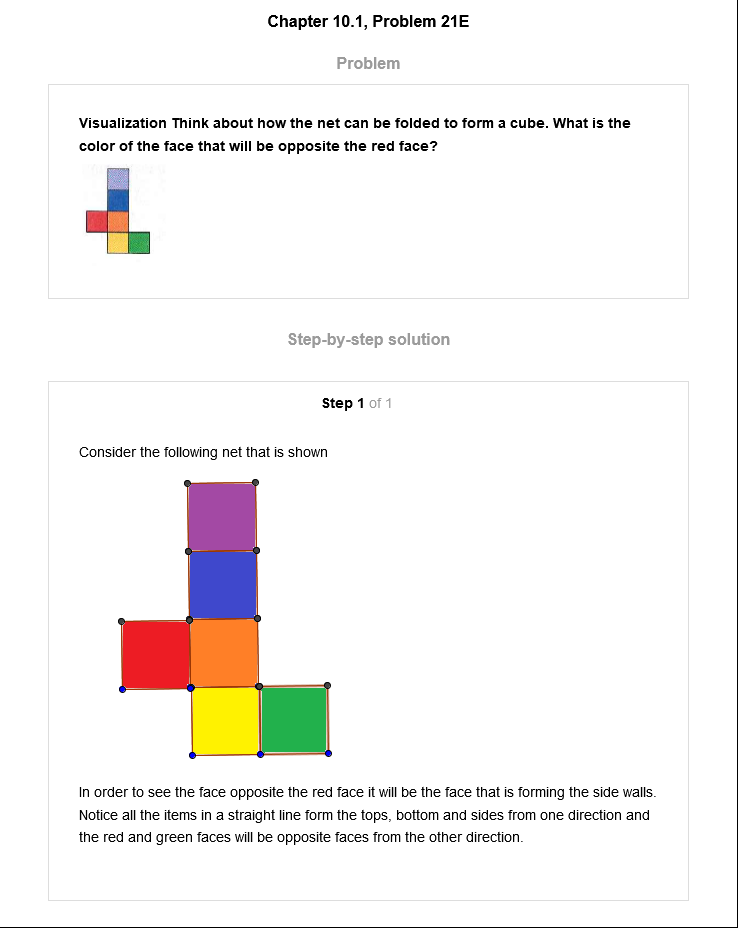 Chapter 10.1, Problem 21E
Problem
Visualization Think about how the net can be folded to form a cube. What is the
color of the face that will be opposite the red face?
Step-by-step solution
Step 1 of 1
Consider the following net that is shown
In order to see the face opposite the red face it will be the face that is forming the side walls.
Notice all the items in a straight line form the tops, bottom and sides from one direction and
the red and green faces will be opposite faces from the other direction.